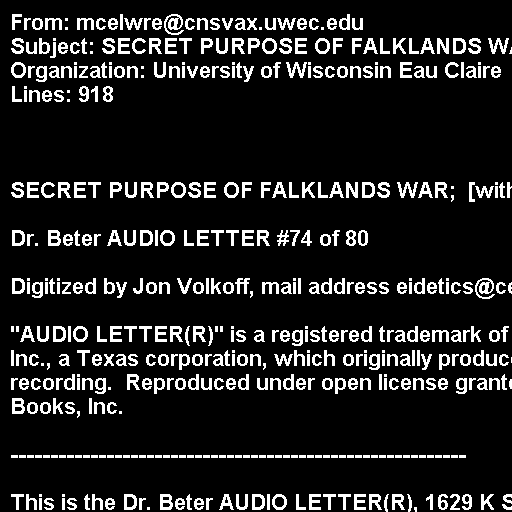 From: mcelwre@cnsvax.uwec.edu
Subject: SECRET PURPOSE OF FALKLANDS
Organization: University of Wisconsin Eau Claire
Lines: 918
SECRET PURPOSE OF FALKLANDS WAR; [with
Dr. Beter AUDIO LETTER #74 of 80
Digitized by Jon Volkoff, mail address eidetics@ce
"AUDIO LETTER(R)" is a registered trademark of
Inc., a Texas corporation, which originally produc
recording. Reproduced under open license grant
Books, Inc.
---------------------------------------------------------
This is the Dr. Beter AUDIO LETTER(R), 1629 K S